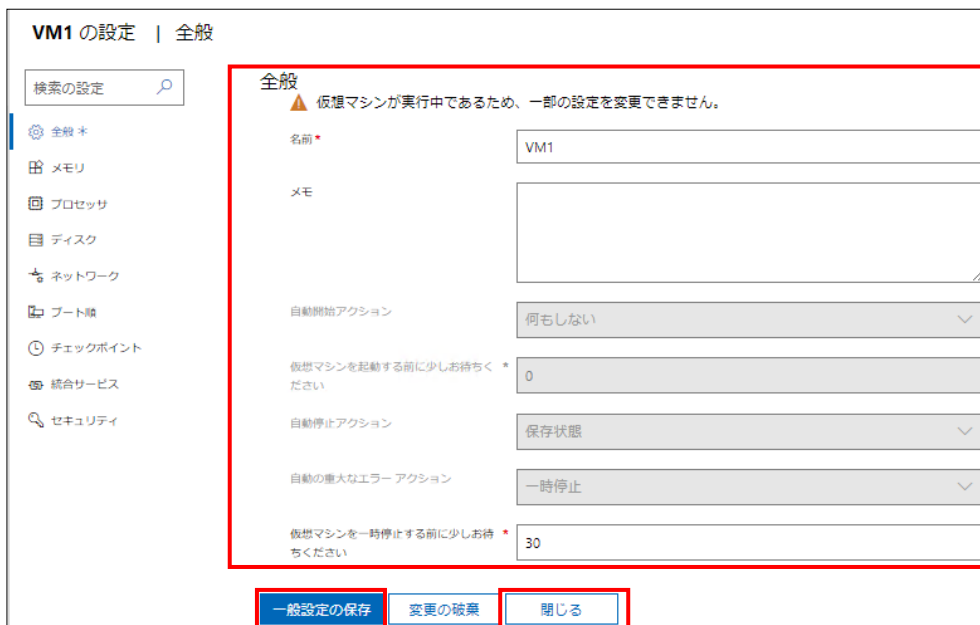 VM1 の設定 | 全般
検索の設定
全般 *
メモリ
プロセッサ
ディスク
ネットワーク
ブート順
チェックポイント
統合サービス
セキュリティ
全般
仮想マシンが実行中であるため、一部の設定を変更できません。
名前 *
VM1
メモ
自動開始アクション
何もしない
仮想マシンを起動する前に少しお待ちく *
ださい
0
自動停止アクション
保存状態
自動の重大なエラー アクション
一時停止
仮想マシンを一時停止する前に少しお待 *
ちください
30
一般設定の保存
変更の破棄
閉じる